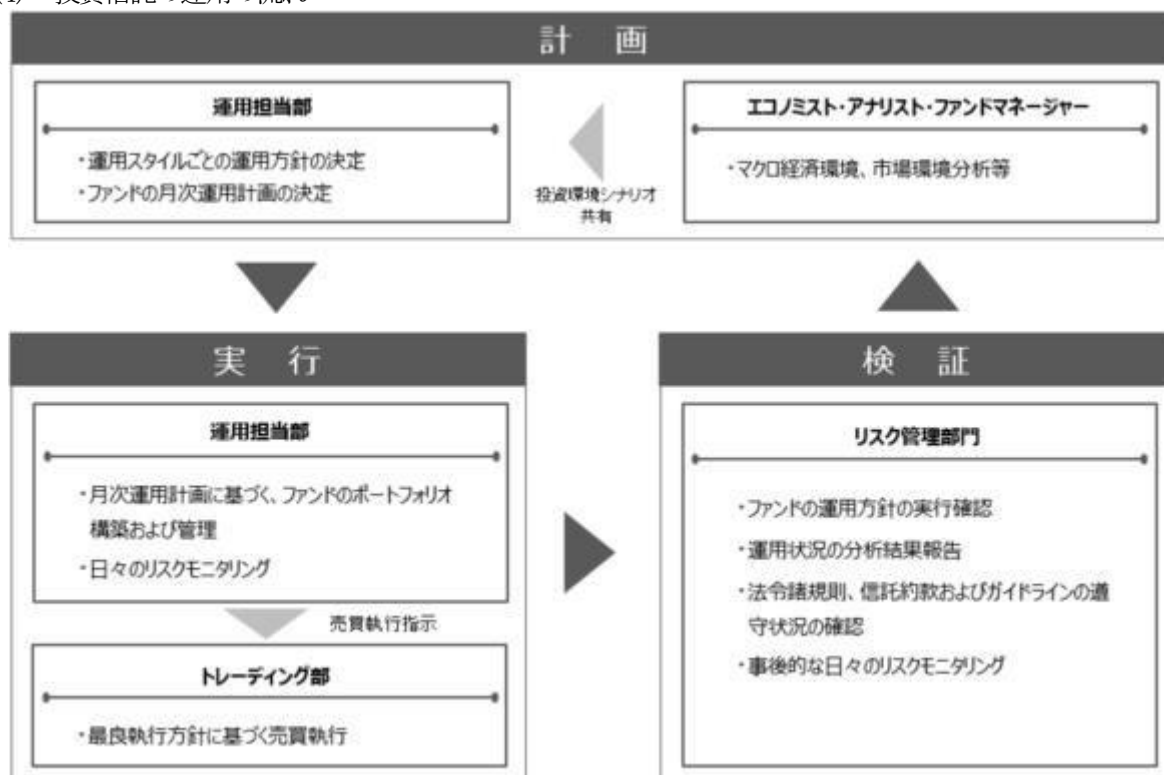 投資信託の運用の流れ
計 画
運用担当部
・運用スタイルごとの運用方針の決定
・ファンドの月次運用計画の決定
投資環境シナリオ
共有
エコノミスト・アナリスト・ファンドマネージャー
・マクロ経済環境、市場環境分析等
実 行
運用担当部
・月次運用計画に基づく、ファンドのポートフォリオ
構築および管理
・日々のリスクモニタリング
売買執行指示
トレーディング部
・最良執行方針に基づく売買執行
検 証
リスク管理部門
・ファンドの運用方針の実行確認
・運用状況の分析結果報告
・法令諸規則、信託約款およびガイドラインの遵
守状況の確認
・事後的な日々のリスクモニタリング